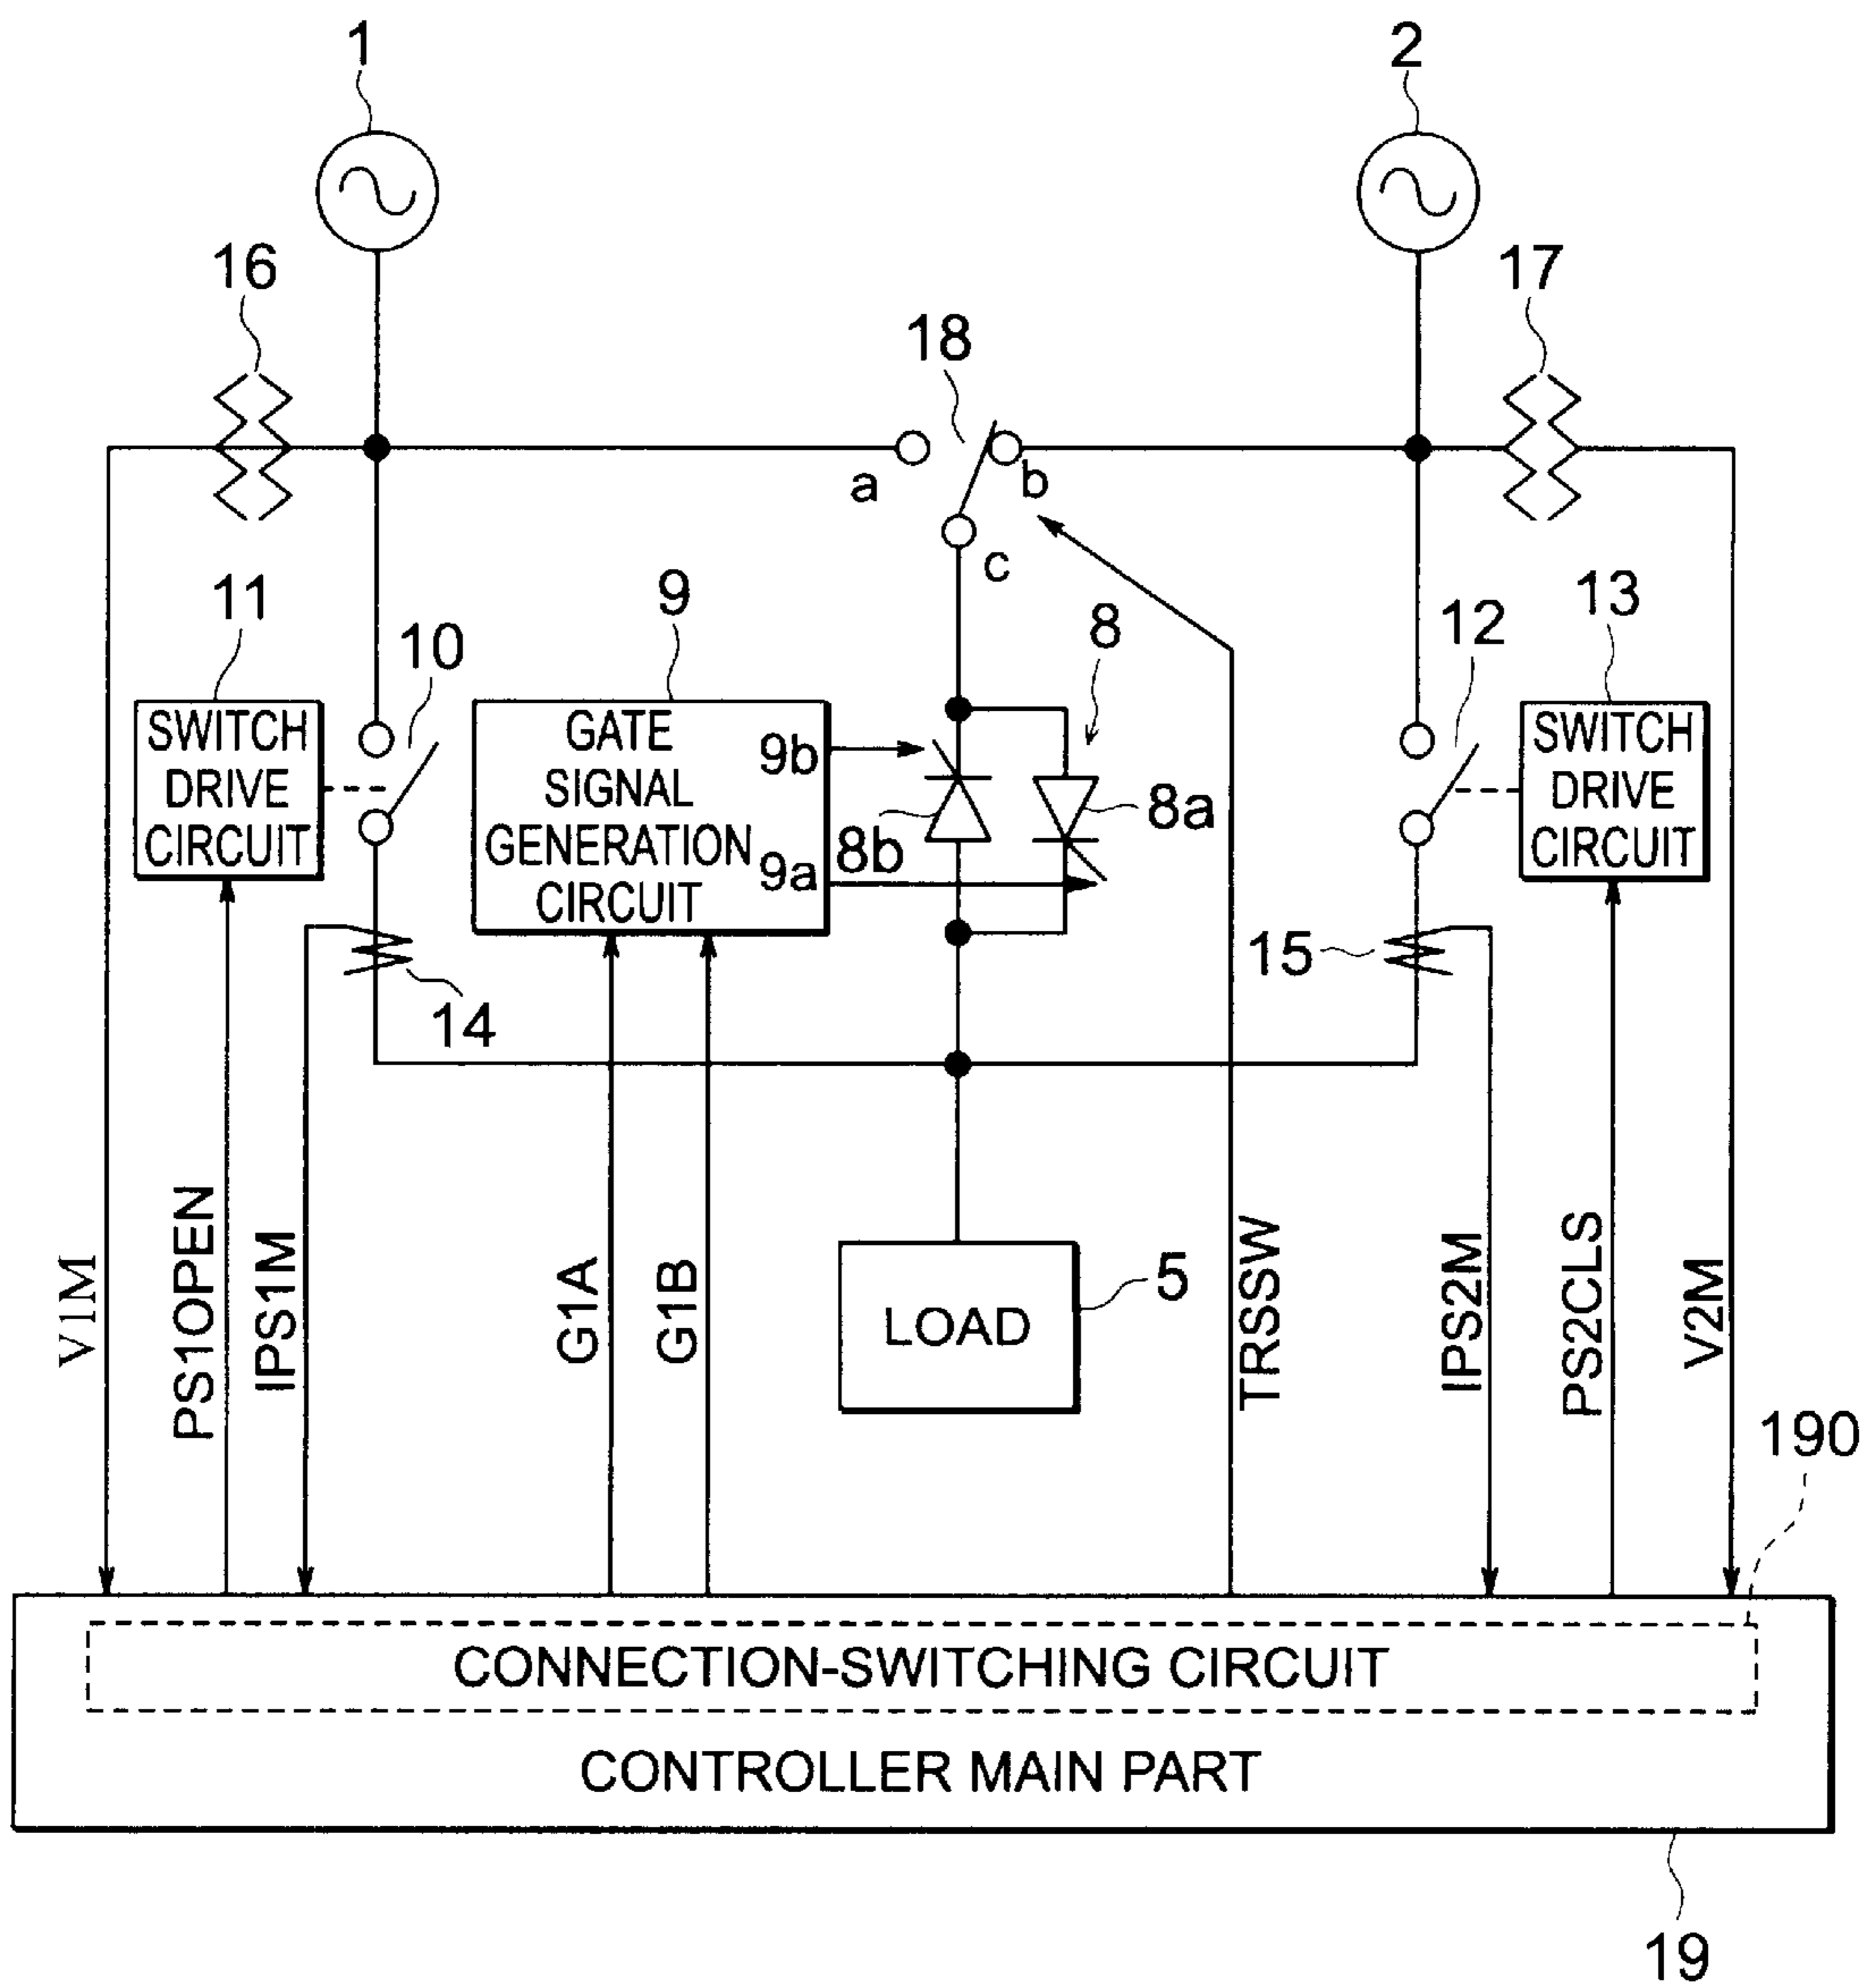 1
2
16
17
18
a
b
c
11
10
9
8
12
13
SWITCH
DRIVE
CIRCUIT
GATE
SIGNAL
GENERATION
CIRCUIT
9b
9a
8b
8a
SWITCH
DRIVE
CIRCUIT
14
15
V1M
PS1OPEN
IPS1M
G1A
G1B
LOAD
5
TRSSW
IPS2M
PS2CLS
V2M
190
CONNECTION-SWITCHING CIRCUIT
CONTROLLER MAIN PART
19